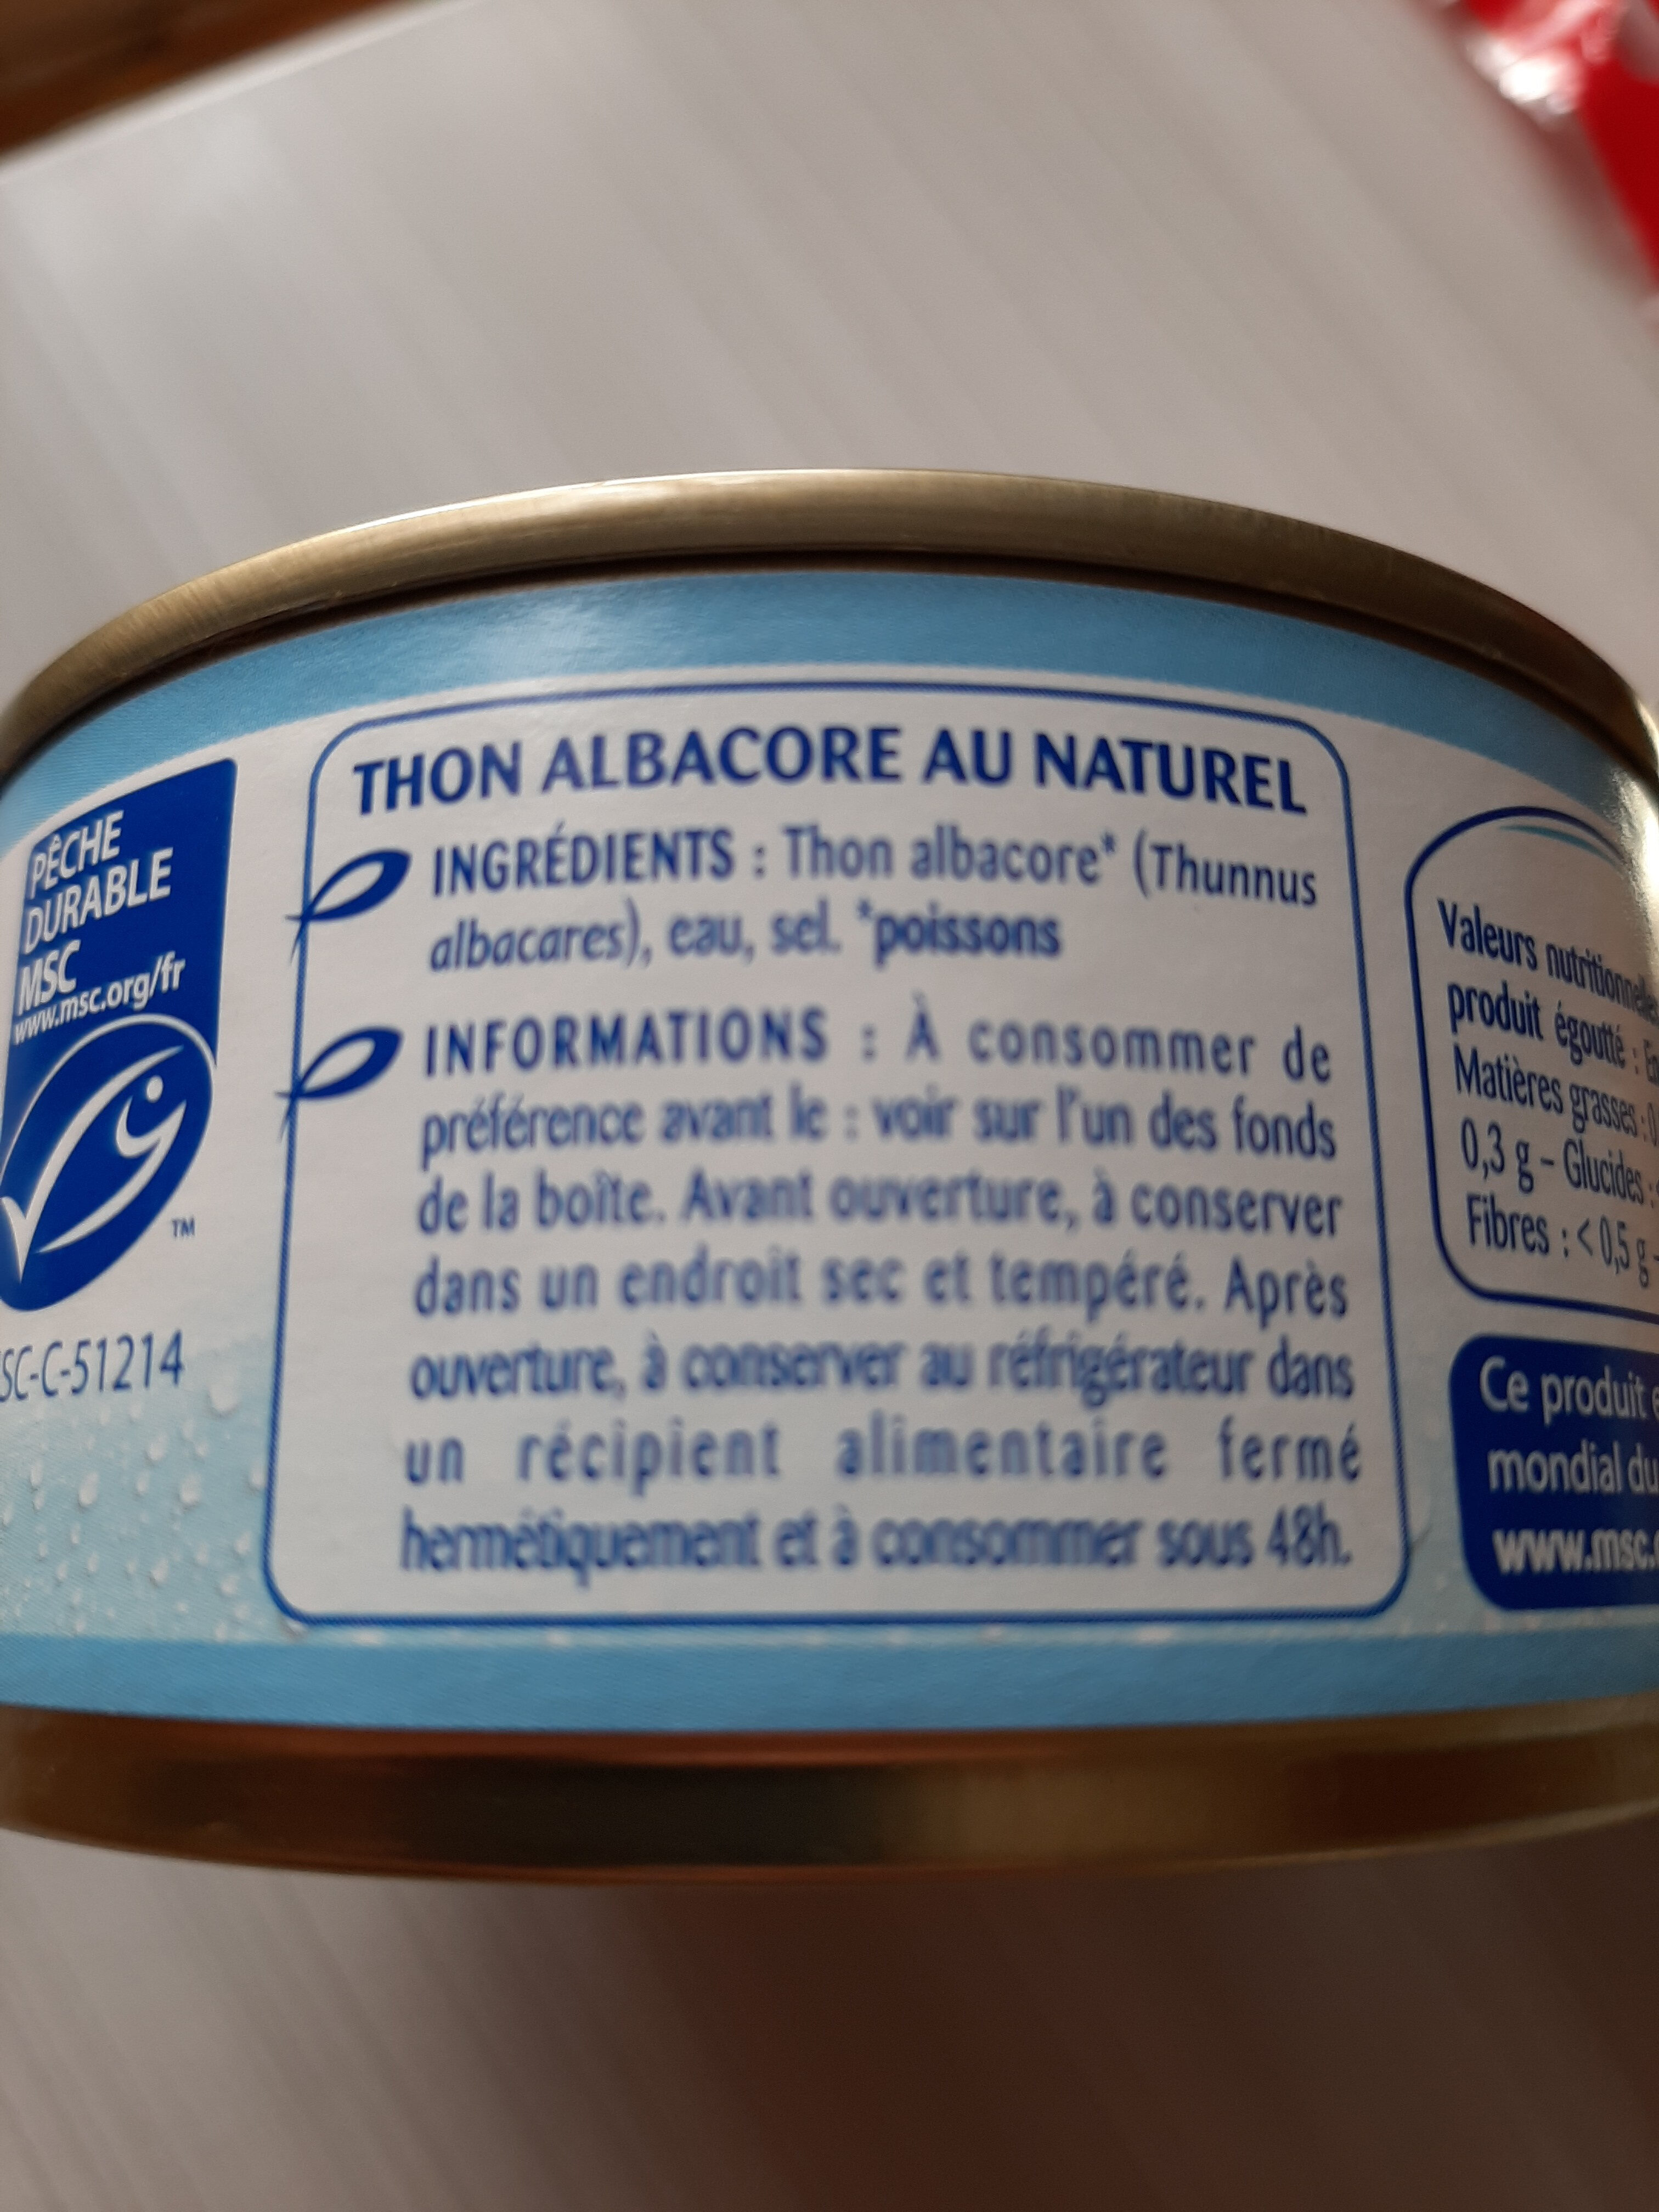 PÊCHE
DURABLE
MSC
www.msc.org/fr
TM
SC-C-51214
THON ALBACORE AU NATUREL
INGRÉDIENTS : Thon albacore* (Thunnus
albacares), eau, sel. *poissons
INFORMATIONS : À consommer de
préférence avant le : voir sur l'un des fonds
de la boîte. Avant ouverture, à conserver
dans un endroit sec et tempéré. Après
ouverture, à conserver au réfrigérateur dans
un récipient alimentaire fermé
hermétiquement et à consommer sous 48h.
Valeurs nutritionnelles
produit égoutté :
Matières grasses : 0
0,3 g – Glucides :
Fibres : < 0,5 g –
Ce produit
mondial du
www.msc.